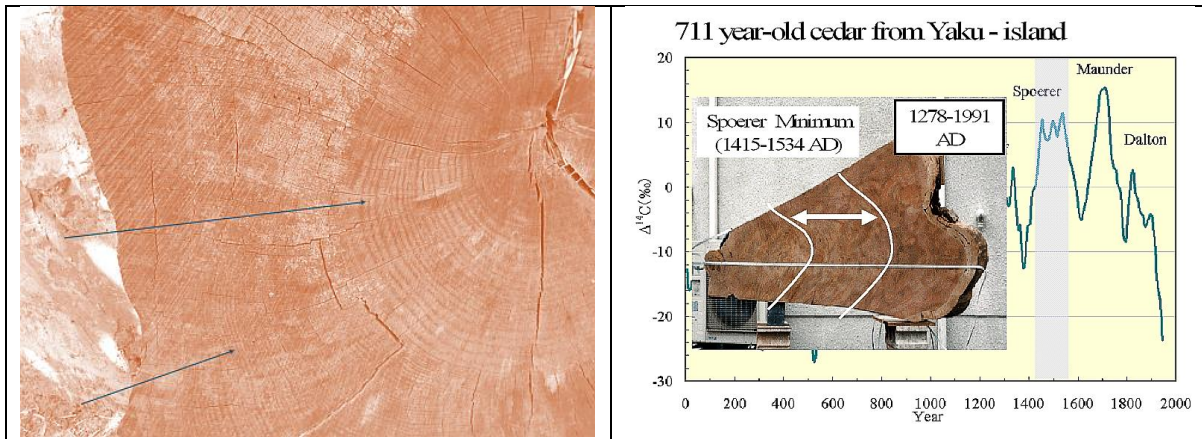 711 year-old cedar from Yaku - island
Maunder
Spoerer
1278-1991
AD
Spoerer Minimum
(1415-1534 AD)
Dalton
20
10
0
-10
-20
-30
Δ¹⁴C(‰)
0 200 400 600 800 1000 1200 1400 1600 1800 2000
Year